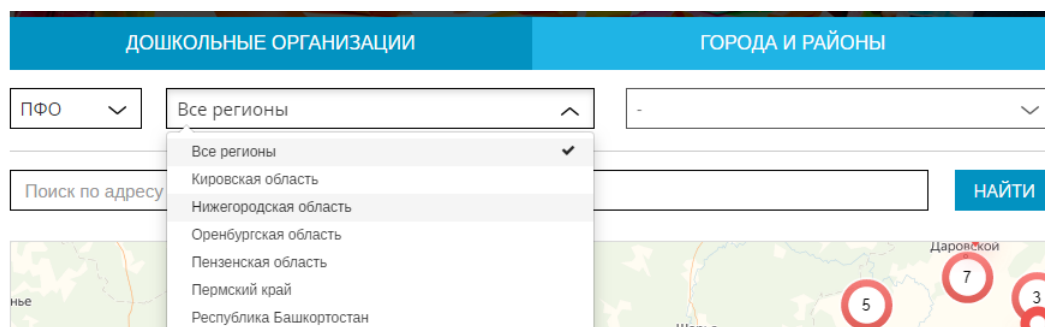 ДОШКОЛЬНЫЕ ОРГАНИЗАЦИИ ГОРОДА И РАЙОНЫ
ПФО Все регионы -
Все регионы
Кировская область
Поиск по адресу НАЙТИ
Нижегородская область
Оренбургская область
Даровской
Пензенская область
7
Пермский край
нье 5 3
Республика Башкортостан